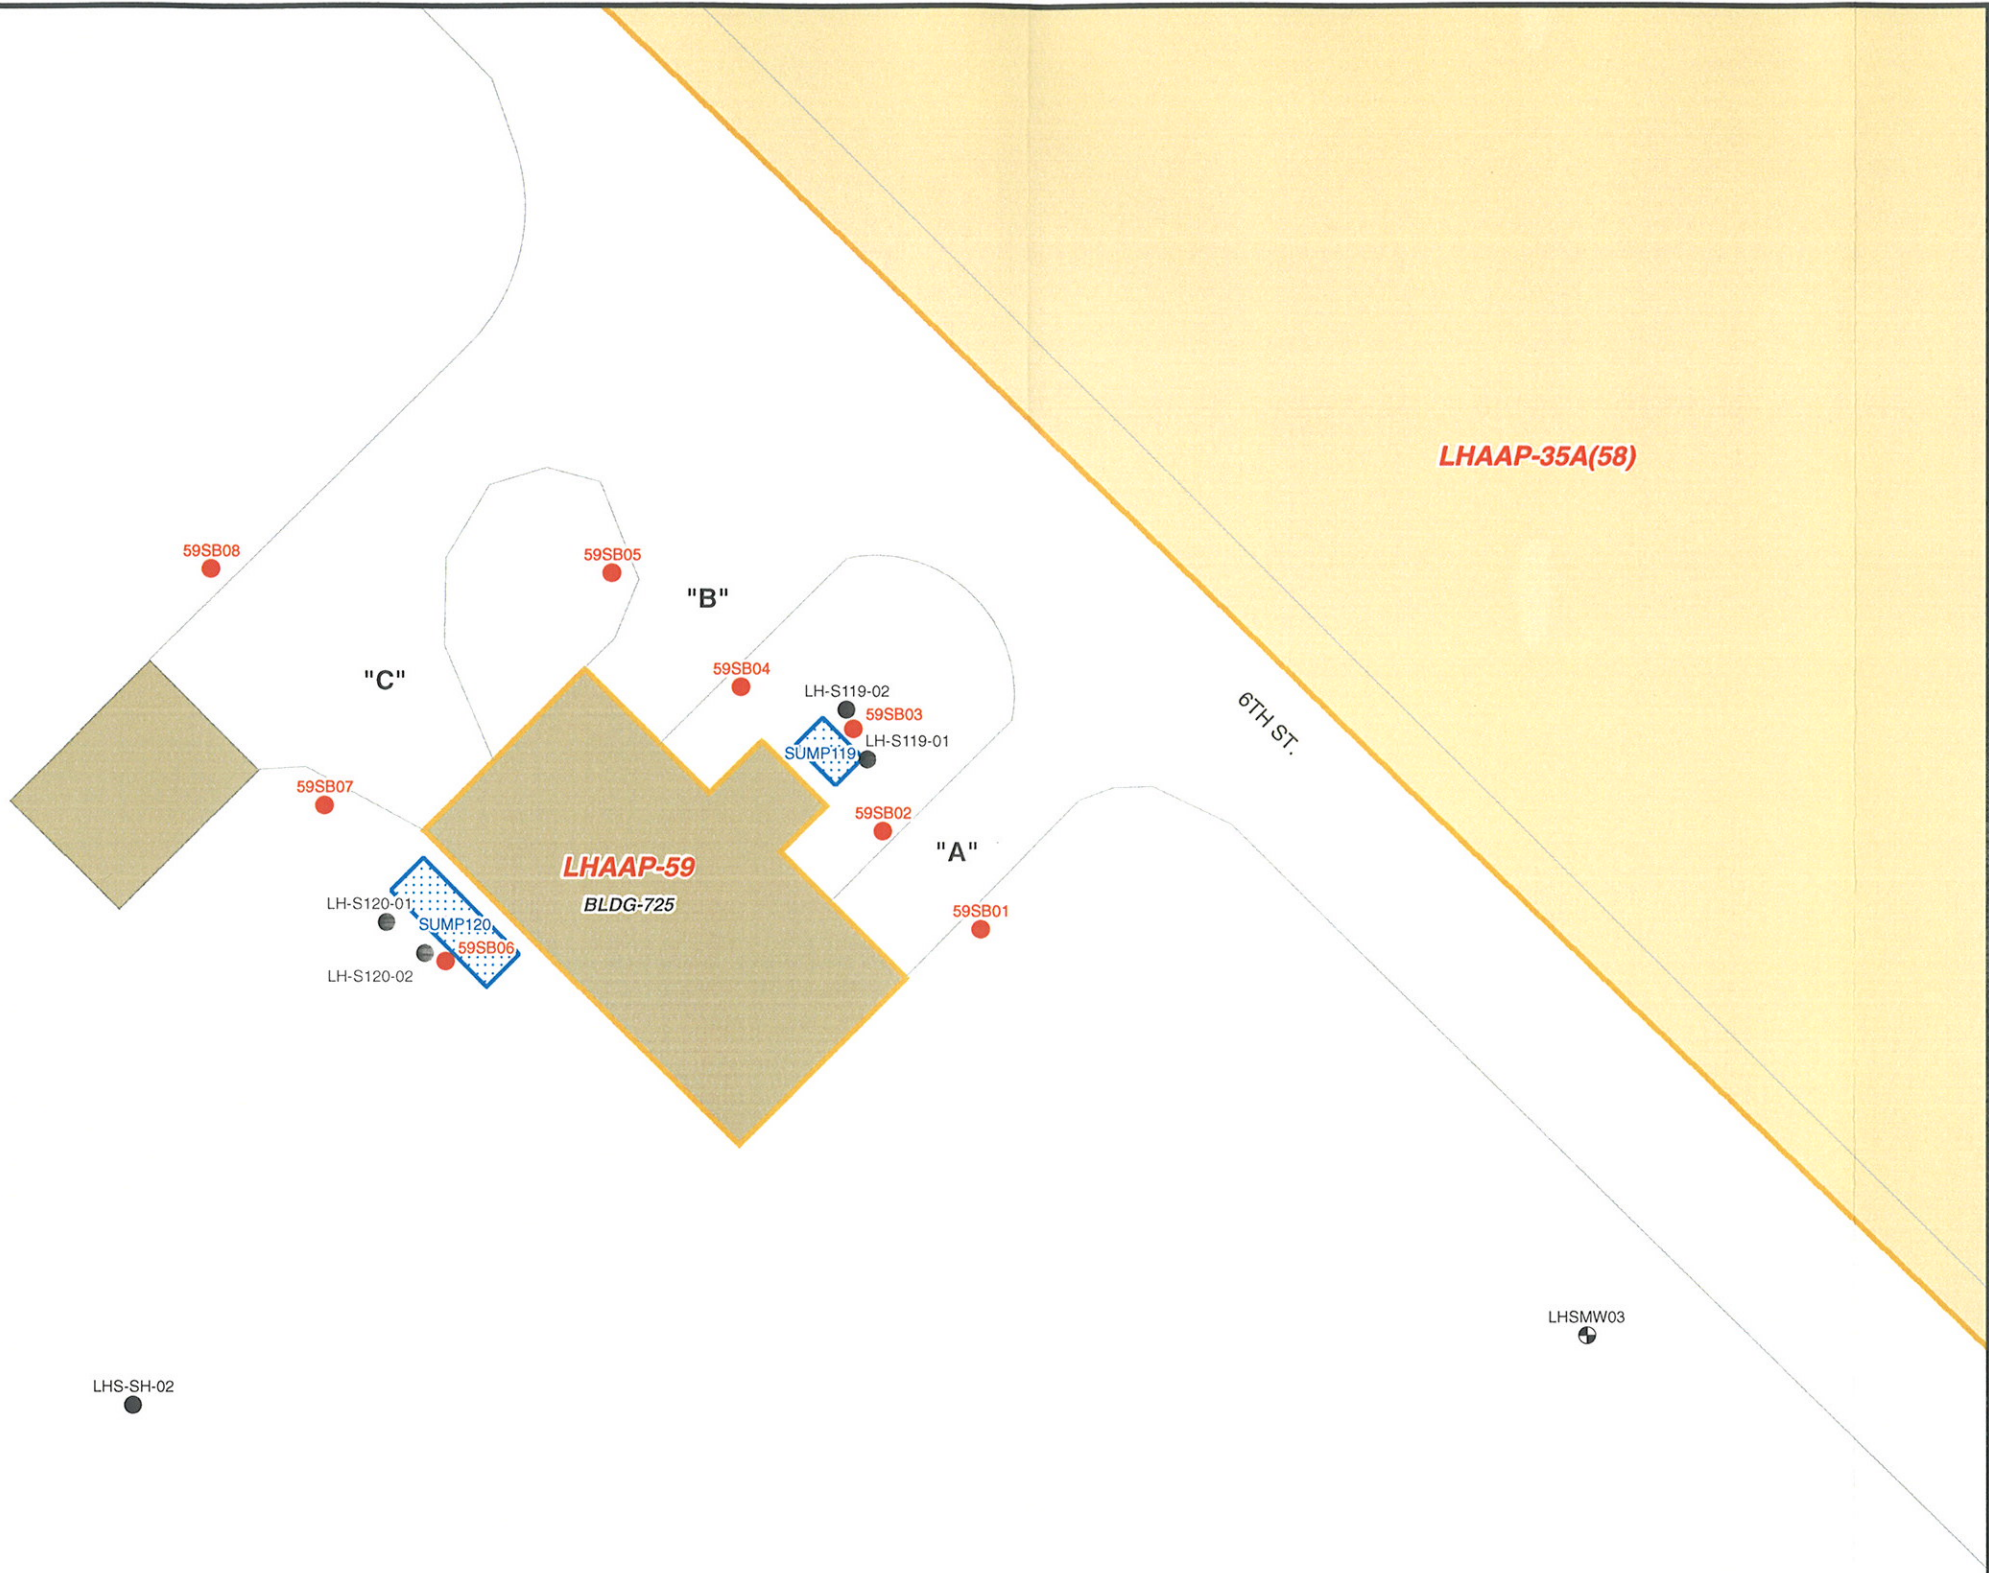 LHAAP-35A(58)
59SB08
59SB05
"B"
"C"
59SB04
LH-S119-02
59SB03
LH-S119-01
SUMP119
6TH ST.
59SB07
59SB02
"A"
LHAAP-59
BLDG-725
LH-S120-01
SUMP120
59SB06
LH-S120-02
59SB01
LHSMW03
LHS-SH-02